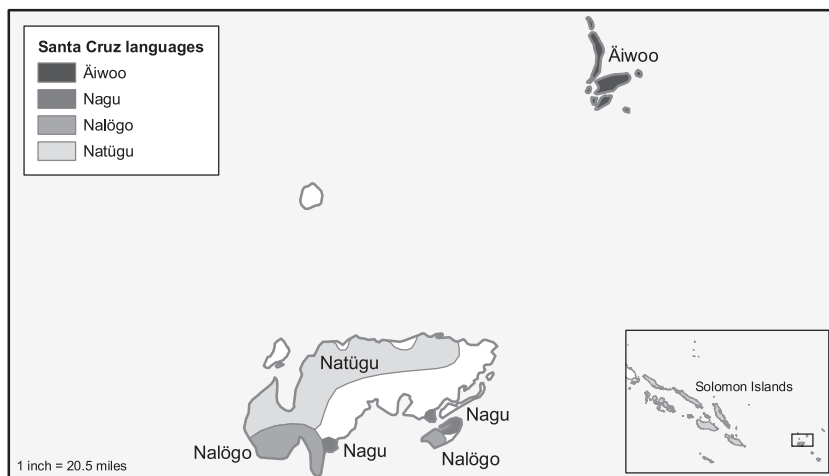 Santa Cruz languages
Äiwoo
Nagu
Nalögo
Natügu
Äiwoo
Natügu
Nagu
Nalögo
Nagu
Nalögo
Solomon Islands
1 inch = 20.5 miles